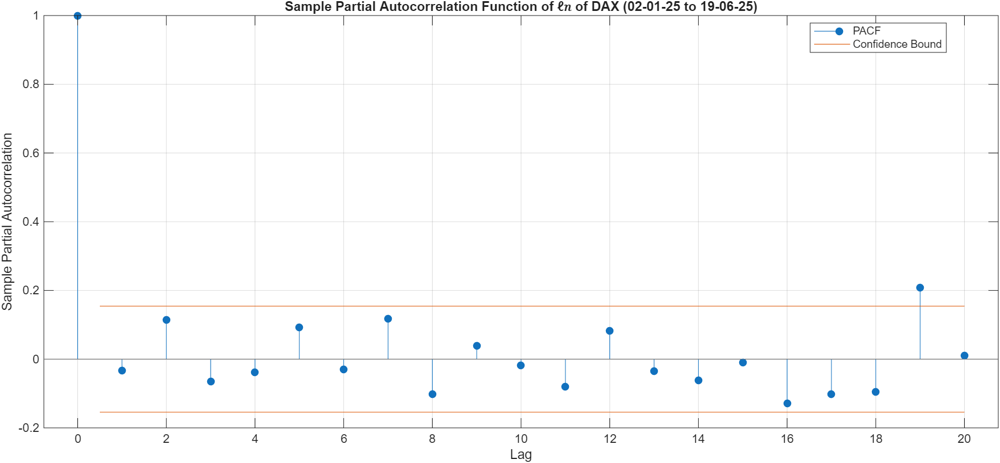 Sample Partial Autocorrelation Function of ℓn of DAX (02-01-25 to 19-06-25)
PACF
Confidence Bound
Sample Partial Autocorrelation
1
0.8
0.6
0.4
0.2
0
-0.2
0 2 4 6 8 10 12 14 16 18 20
Lag